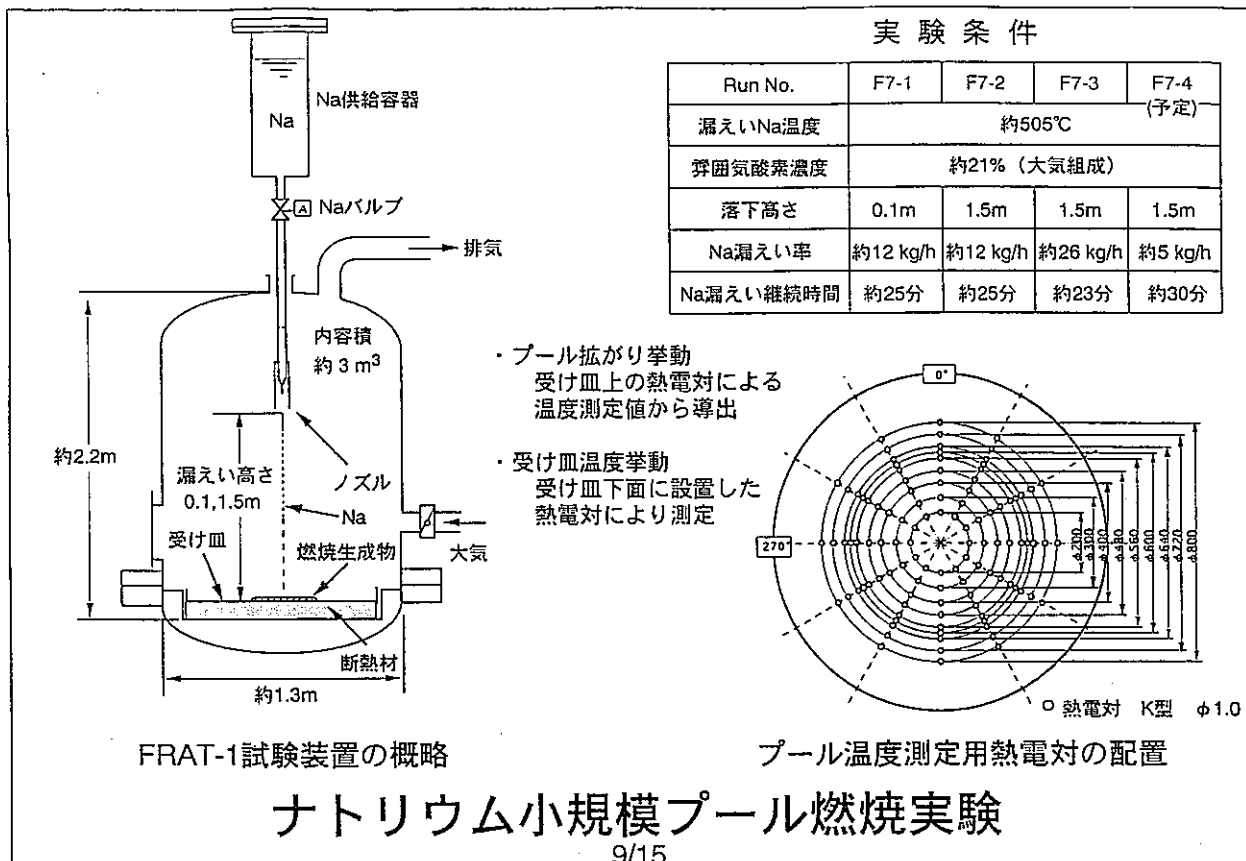 実験条件
Run No. F7-1 F7-2 F7-3 F7-4 (予定)
漏えいNa温度 約505℃
雰囲気酸素濃度 約21%(大気組成)
落下高さ 0.1m 1.5m 1.5m 1.5m
Na漏えい率 約12 kg/h 約12 kg/h 約26 kg/h 約5 kg/h
Na漏えい継続時間 約25分 約25分 約23分 約30分
Na供給容器
Na
A Naバルブ
排気
内容積
約 3 m³
約2.2m
漏えい高さ
0.1,1.5m
ノズル
Na
受け皿
燃焼生成物
大気
断熱材
約1.3m
FRAT-1試験装置の概略
・プール拡がり挙動
受け皿上の熱電対による
温度測定値から導出
・受け皿温度挙動
受け皿下面に設置した
熱電対により測定
0°
270
φ200
φ300
φ400
φ480
φ560
φ600
φ640
φ720
φ800
熱電対 K型 φ1.0
プール温度測定用熱電対の配置
ナトリウム小規模プール燃焼実験
9/15